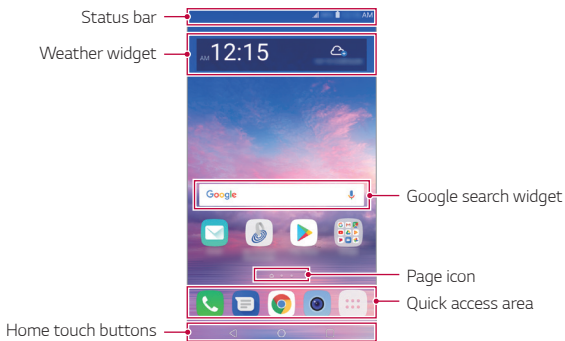 Status bar
AM
Weather widget
AM 12:15
Google
Google search widget
Page icon
Quick access area
Home touch buttons